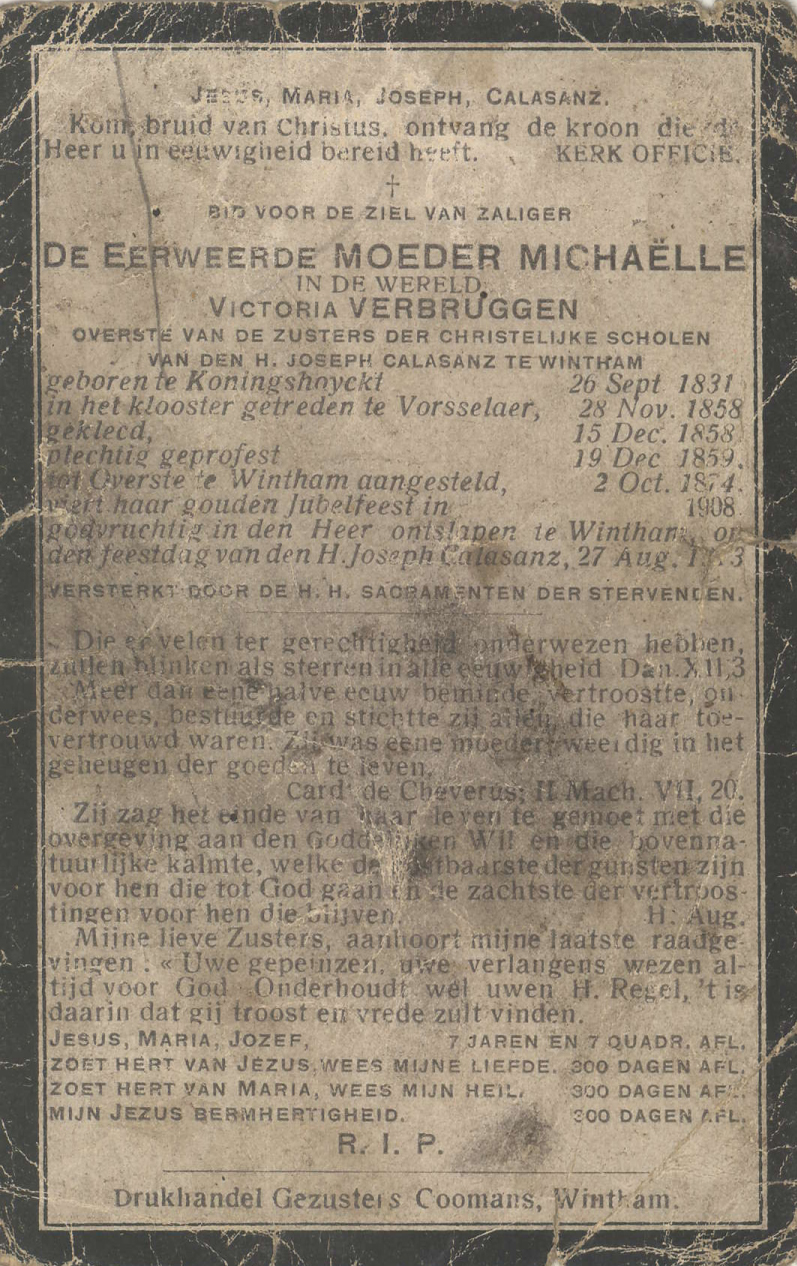 JESUS, MARIA, JOSEPH, CALASANZ.
Kom, bruid van Christus, ontvang de kroon die de
Heer u in eeuwigheid bereid heeft. KERK OFFICIE.
†
BID VOOR DE ZIEL VAN ZALIGER
DE EERWEERDE MOEDER MICHAËLLE
IN DE WERELD,
VICTORIA VERBRUGGEN
OVERSTE VAN DE ZUSTERS DER CHRISTELIJKE SCHOLEN
VAN DEN H. JOSEPH CALASANZ TE WINTHAM
geboren te Koningshoyckt 26 Sept 1831
in het klooster getreden te Vorsselaer, 28 Nov. 1858
gekleed, 15 Dec. 1858
plechtig geprofest 19 Dec 1859.
tot Overste te Wintham aangesteld, 2 Oct. 1874.
viert haar gouden Jubelfeest in 1908
godvruchtig in den Heer ontslapen te Wintham, op
den feestdag van den H. Joseph Calasanz, 27 Aug.
VERSTERKT DOOR DE H. H. SACRAMENTEN DER STERVENDEN.
Die er velen ter gerechtigheid onderwezen hebben,
zullen blinken als sterren in alle eeuwigheid Dan. XII,3
Meer dan eene halve eeuw beminde, vertroostte, on-
derwees, bestuurde en stichtte zij allen, die haar toe-
vertrouwd waren. Zij was eene moeder, weerdig in het
geheugen der goeden te leven.
Card. de Cheverus; II Mach. VII, 20.
Zij zag het einde van haar leven te gemoet met die
overgeving aan den Goddelijken Wil en die bovenna-
tuurlijke kalmte, welke de der gunsten zijn
voor hen die tot God gaan en de zachtste der vertroos-
tingen voor hen die blijven. H. Aug.
Mijne lieve Zusters, aanhoort mijne laatste raadge-
vingen : « Uwe gepeinzen, uwe verlangens wezen al-
tijd voor God Onderhoudt wel uwen H. Regel, 't is
daarin dat gij troost en vrede zult vinden.
JESUS, MARIA, JOZEF, 7 JAREN EN 7 QUADR. AFL.
ZOET HERT VAN JEZUS, WEES MIJNE LIEFDE. 300 DAGEN AFL.
ZOET HERT VAN MARIA, WEES MIJN HEIL. 300 DAGEN AFL.
MIJN JEZUS BERMHERTIGHEID. 300 DAGEN AFL.
R. I. P.
Drukhandel Gezusters Coomans, Wintham.